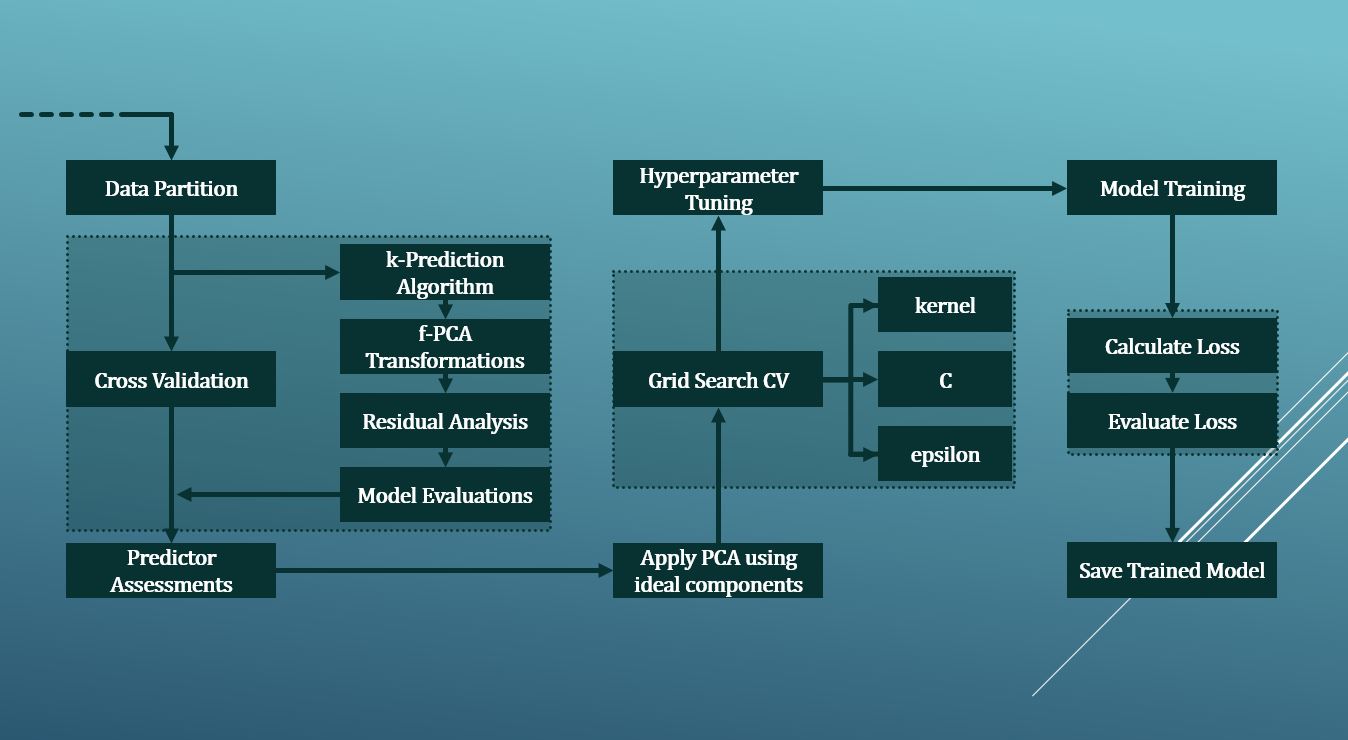 Data Partition
k-Prediction
Algorithm
f-PCA
Transformations
Cross Validation
Residual Analysis
Model Evaluations
Predictor
Assessments
Hyperparameter
Tuning
Grid Search CV
kernel
C
epsilon
Apply PCA using
ideal components
Model Training
Calculate Loss
Evaluate Loss
Save Trained Model